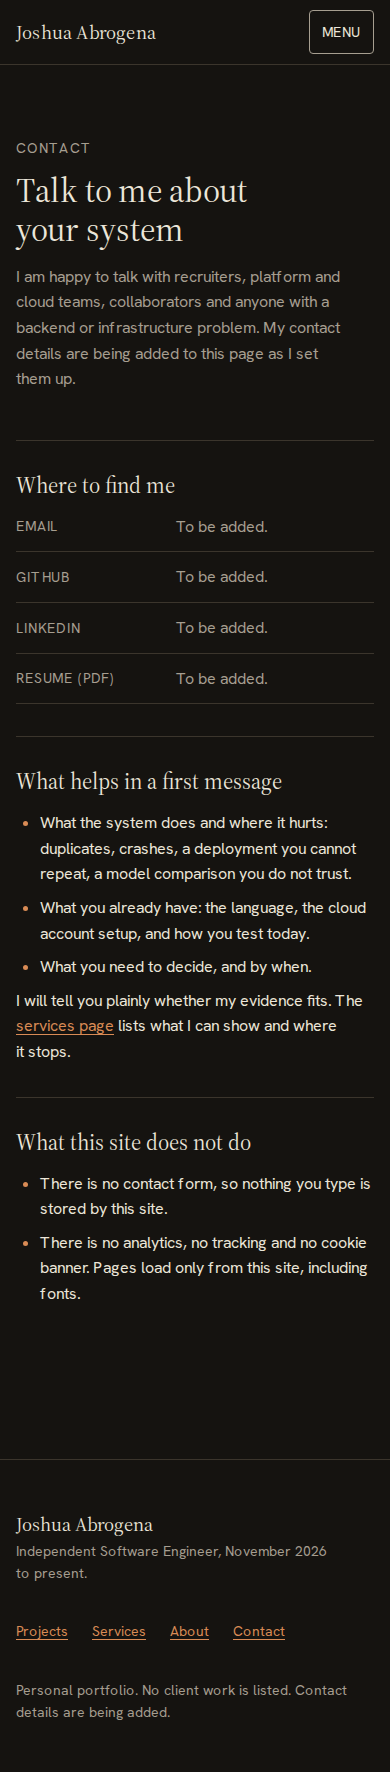 Joshua Abrogena
MENU
CONTACT
Talk to me about
your system
I am happy to talk with recruiters, platform and
cloud teams, collaborators and anyone with a
backend or infrastructure problem. My contact
details are being added to this page as I set
them up.
Where to find me
EMAIL To be added.
GITHUB To be added.
LINKEDIN To be added.
RESUME (PDF) To be added.
What helps in a first message
• What the system does and where it hurts:
duplicates, crashes, a deployment you cannot
repeat, a model comparison you do not trust.
• What you already have: the language, the cloud
account setup, and how you test today.
• What you need to decide, and by when.
I will tell you plainly whether my evidence fits. The
services page lists what I can show and where
it stops.
What this site does not do
• There is no contact form, so nothing you type is
stored by this site.
• There is no analytics, no tracking and no cookie
banner. Pages load only from this site, including
fonts.
Joshua Abrogena
Independent Software Engineer, November 2026
to present.
Projects Services About Contact
Personal portfolio. No client work is listed. Contact
details are being added.